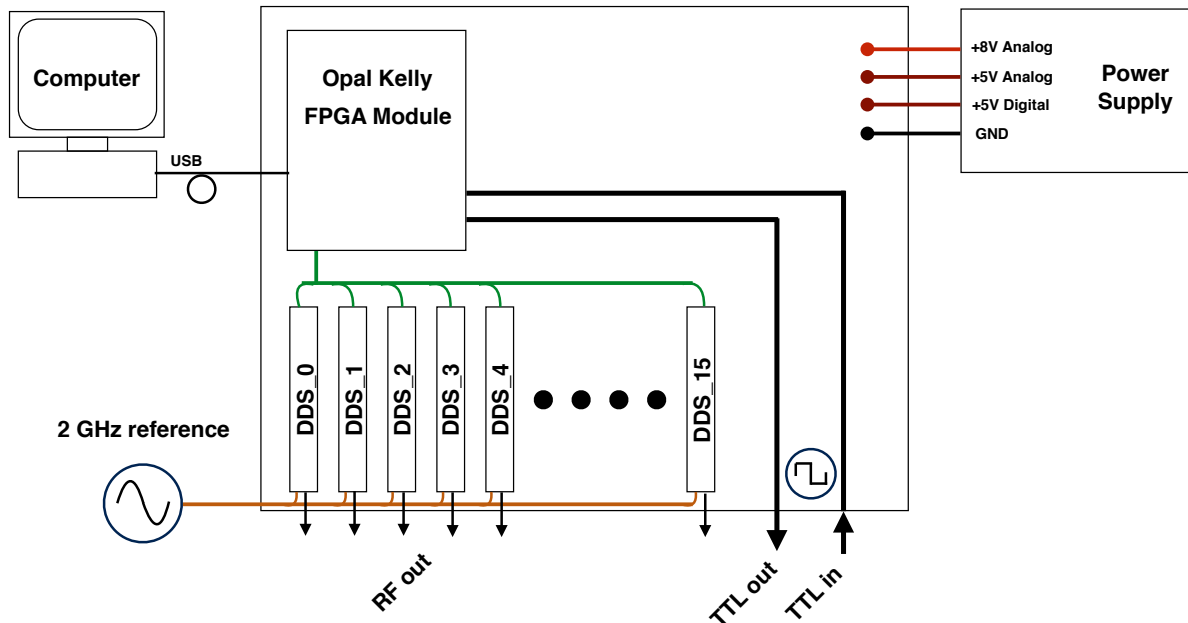 Computer
USB
Opal Kelly
FPGA Module
+8V Analog
+5V Analog
+5V Digital
GND
Power
Supply
DDS_0
DDS_1
DDS_2
DDS_3
DDS_4
DDS_15
2 GHz reference
RF out
TTL out
TTL in